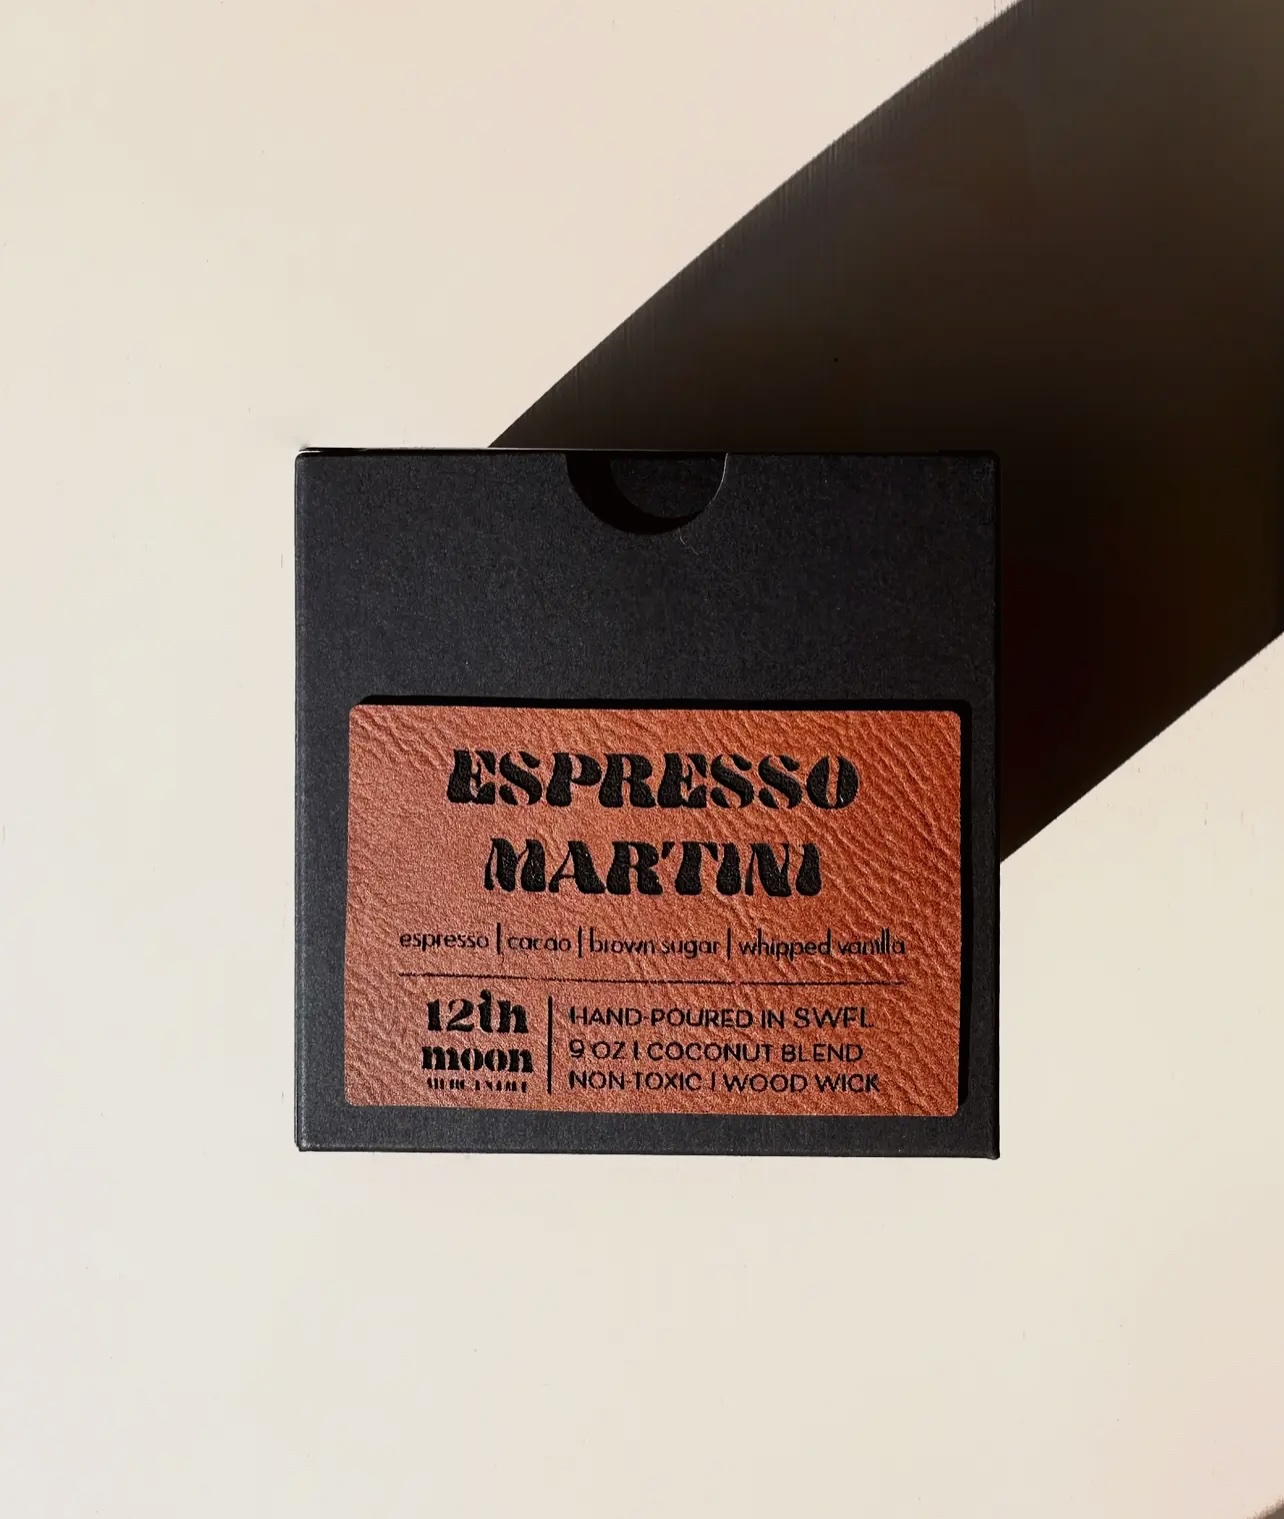 ESPRESSO
MARTINI
espresso | cacao | brown sugar | whipped vanilla
12th
moon
HAND-POURED IN SWFL
9 OZ | COCONUT BLEND
NON-TOXIC | WOOD WICK